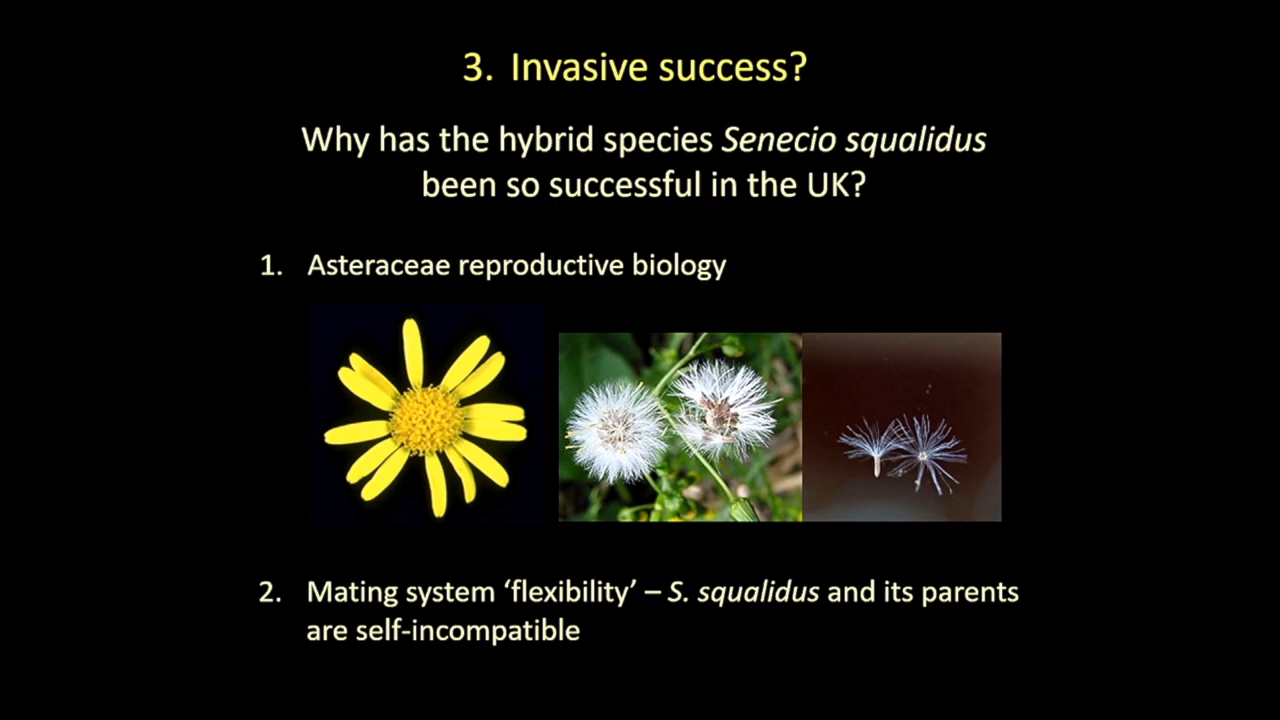 3. Invasive success?
Why has the hybrid species Senecio squalidus
been so successful in the UK?
1. Asteraceae reproductive biology
2. Mating system ‘flexibility’ – S. squalidus and its parents
are self-incompatible